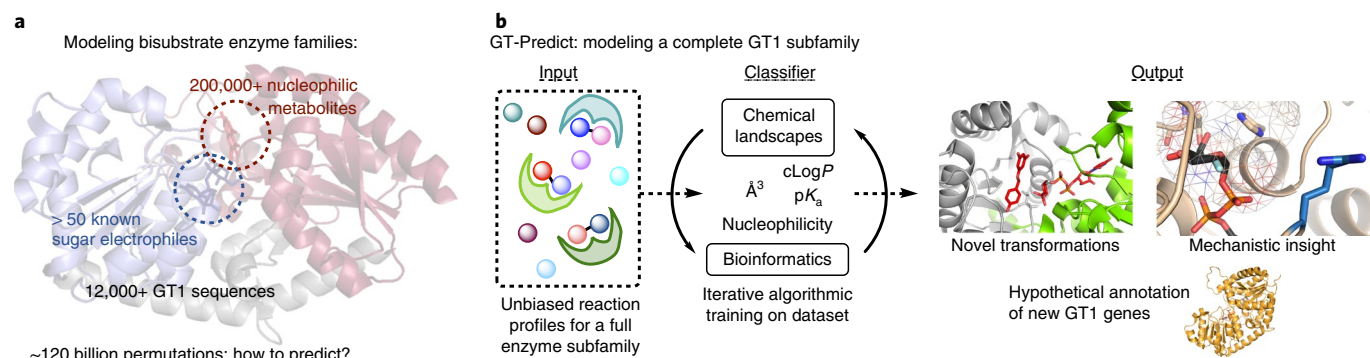 a
Modeling bisubstrate enzyme families:
200,000+ nucleophilic
metabolites
> 50 known
sugar electrophiles
12,000+ GT1 sequences
~120 billion permutations: how to predict?
b
GT-Predict: modeling a complete GT1 subfamily
Input
Unbiased reaction
profiles for a full
enzyme subfamily
Classifier
Chemical
landscapes
cLogP
Å3
pKa
Nucleophilicity
Bioinformatics
Iterative algorithmic
training on dataset
Output
Novel transformations
Mechanistic insight
Hypothetical annotation
of new GT1 genes